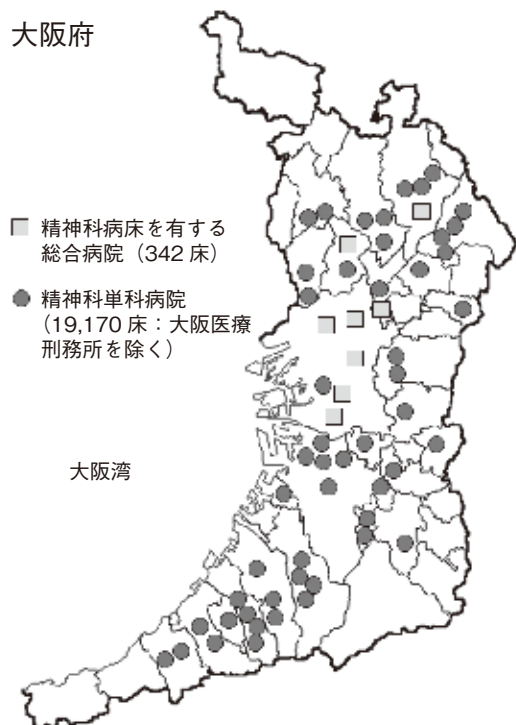 大阪府
精神科病床を有する
総合病院（342 床）
精神科単科病院
（19,170 床：大阪医療
刑務所を除く）
大阪湾